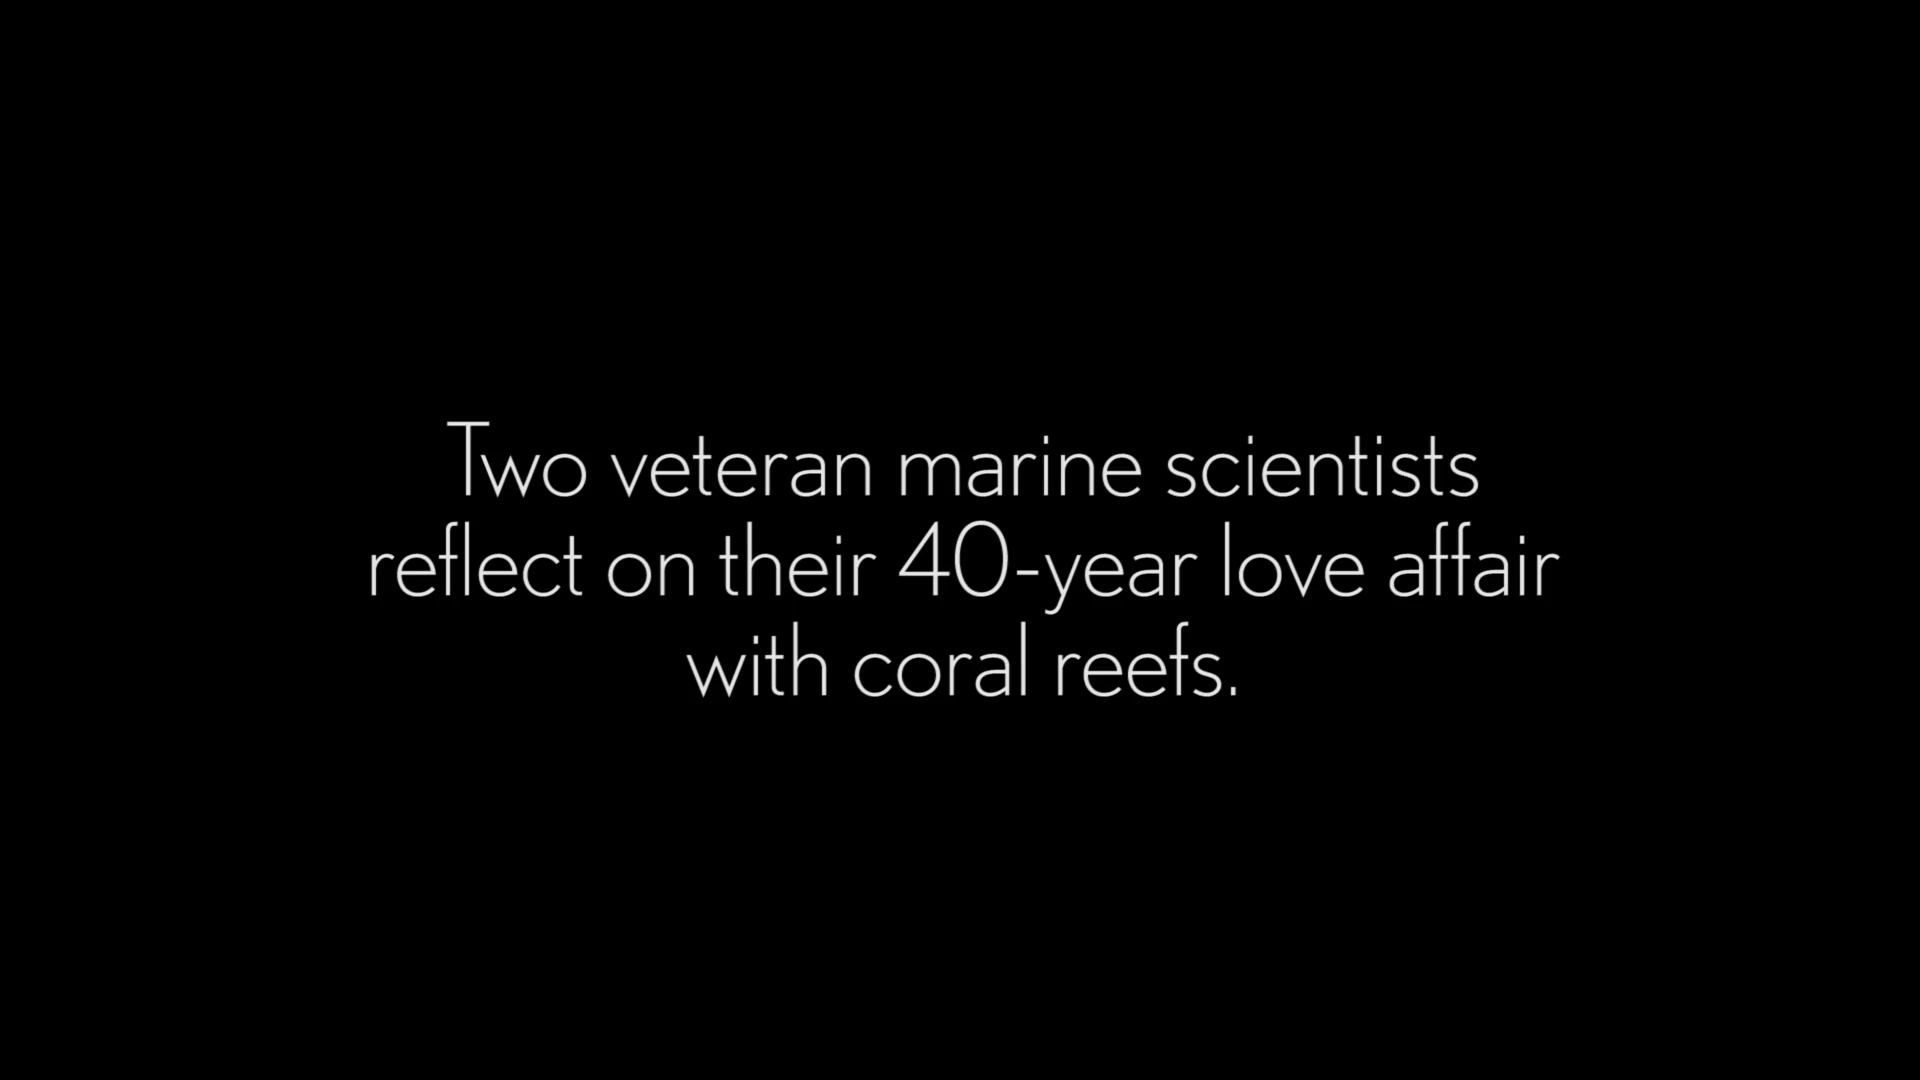 Two veteran marine scientists
reflect on their 40-year love affair
with coral reefs.